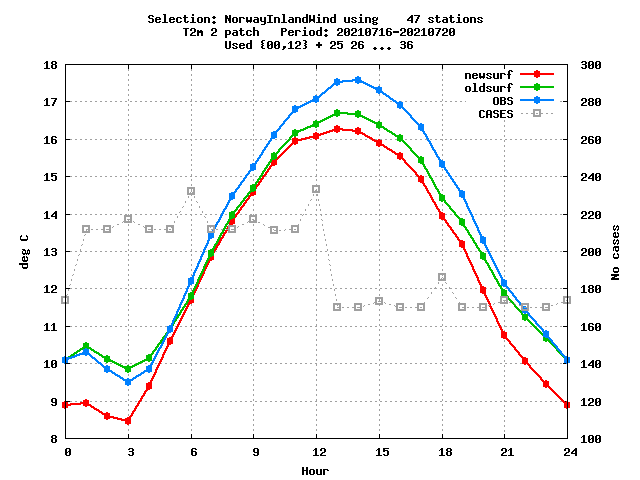 Selection: NorwayInlandWind using    47 stations
T2m 2 patch   Period: 20210716-20210720
Used {00,12} + 25 26 ... 36
newsurf
oldsurf
OBS
CASES
18
17
16
15
14
13
12
11
10
9
8
deg C
300
280
260
240
220
200
180
160
140
120
100
No cases
0 3 6 9 12 15 18 21 24
Hour